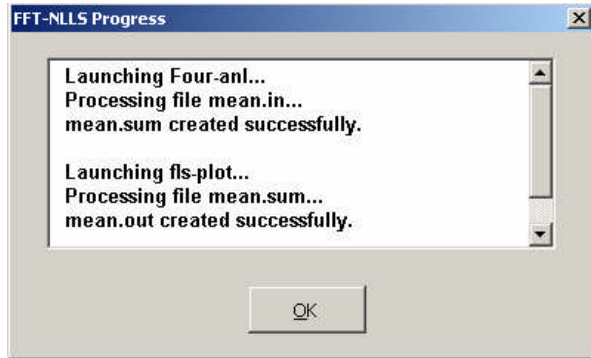 FFT-NLLS Progress
Launching Four-anl...
Processing file mean.in...
mean.sum created successfully.
Launching fls-plot...
Processing file mean.sum...
mean.out created successfully.
OK